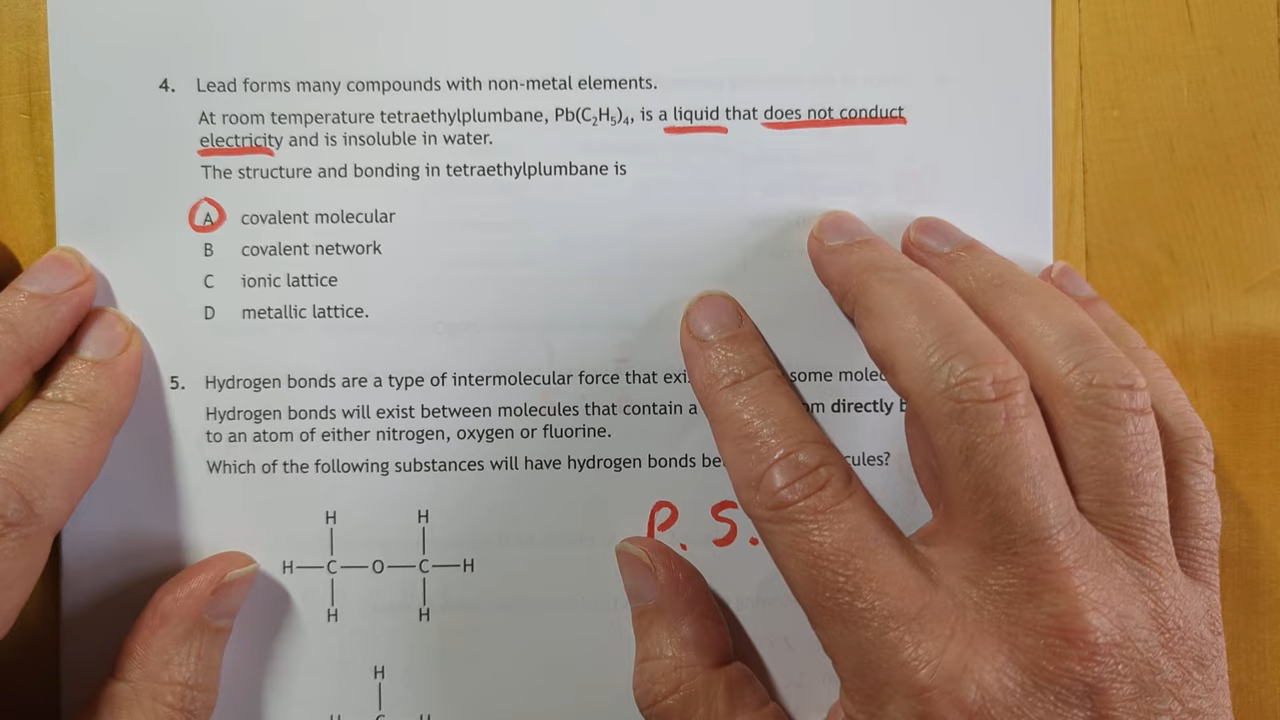 4. Lead forms many compounds with non-metal elements.
At room temperature tetraethylplumbane, Pb(C₂H₅)₄, is a liquid that does not conduct
electricity and is insoluble in water.
The structure and bonding in tetraethylplumbane is
A covalent molecular
B covalent network
C ionic lattice
D metallic lattice.
5. Hydrogen bonds are a type of intermolecular force that some
Hydrogen bonds will exist between molecules that contain a directly
to an atom of either nitrogen, oxygen or fluorine.
Which of the following substances will have hydrogen bonds
P. S.
H H
H C O C H
H H
H